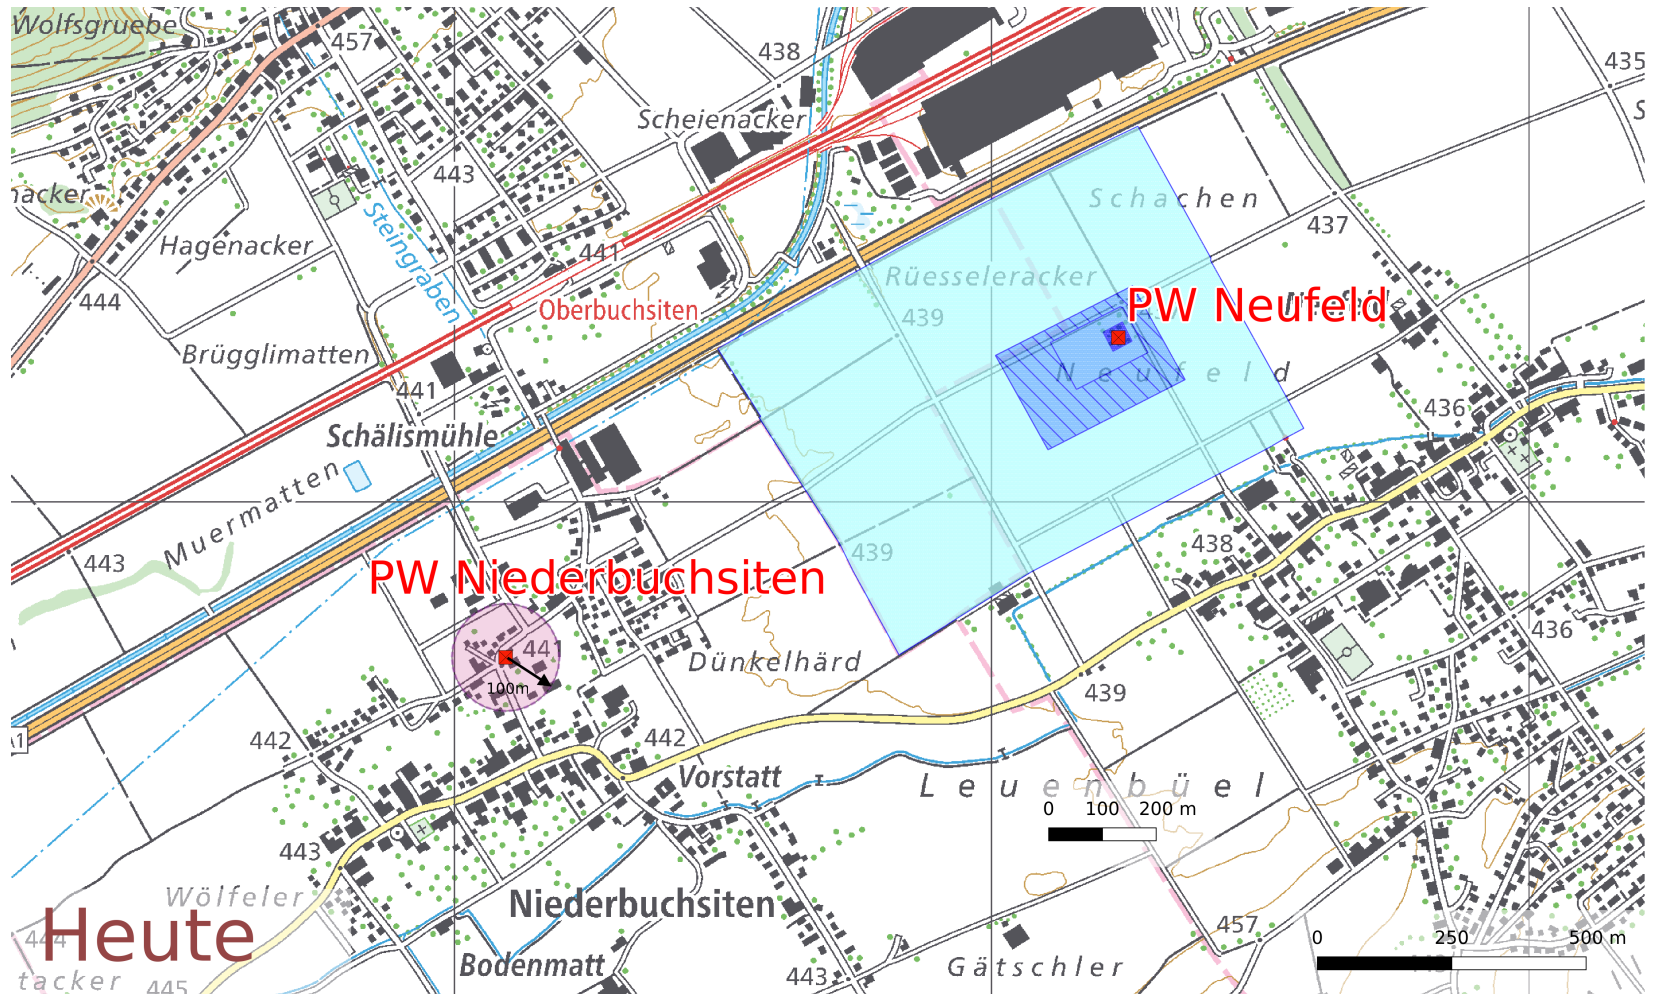 Wolfsgruebe
457
438
435
S
Scheienacker
443
nacker
Steingraben
Schachen
437
Hagenacker
441
444
Rüesseleracker
Oberbuchsiten
PW Neufeld
439
Brügglimatten
441
Neufeld
436
Schälismühle
Muermatten
443
439
438
PW Niederbuchsiten
436
441
Dünkelhärd
100m
439
442
442
Vorstatt
Leuenbüel
0 100 200 m
443
Wölfeler
Niederbuchsiten
Heute
444
457
0 250 500 m
Bodenmatt
Gätschler
443
tacker
445